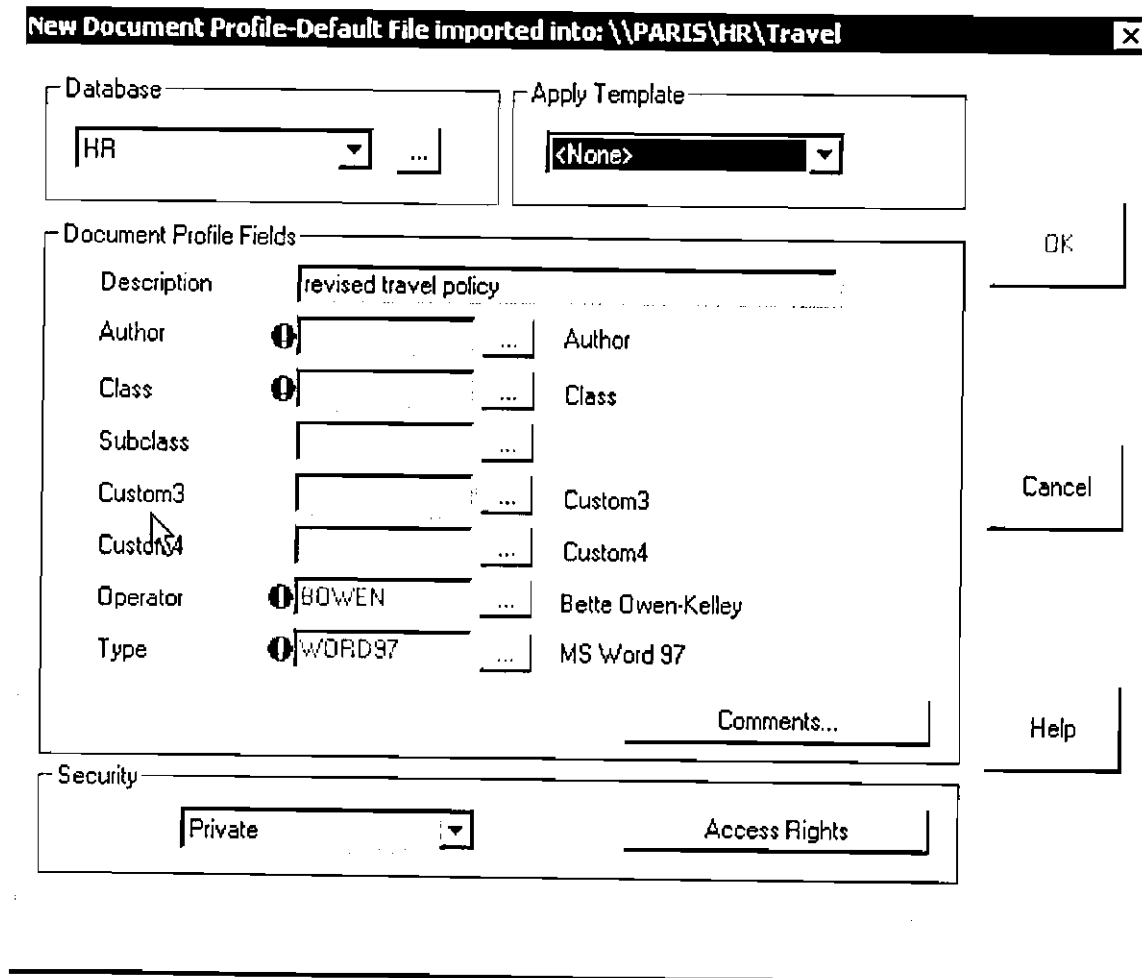 New Document Profile-Default File imported into: \\PARIS\HR\Travel
Database
Apply Template
HR
...
<None>
Document Profile Fields
OK
Description
revised travel policy
Author
...
Author
Class
...
Class
Subclass
...
Custom3
...
Custom3
Cancel
Custom4
...
Custom4
Operator
BOWEN
...
Bette Owen-Kelley
Type
WORD97
...
MS Word 97
Comments...
Help
Security
Private
Access Rights